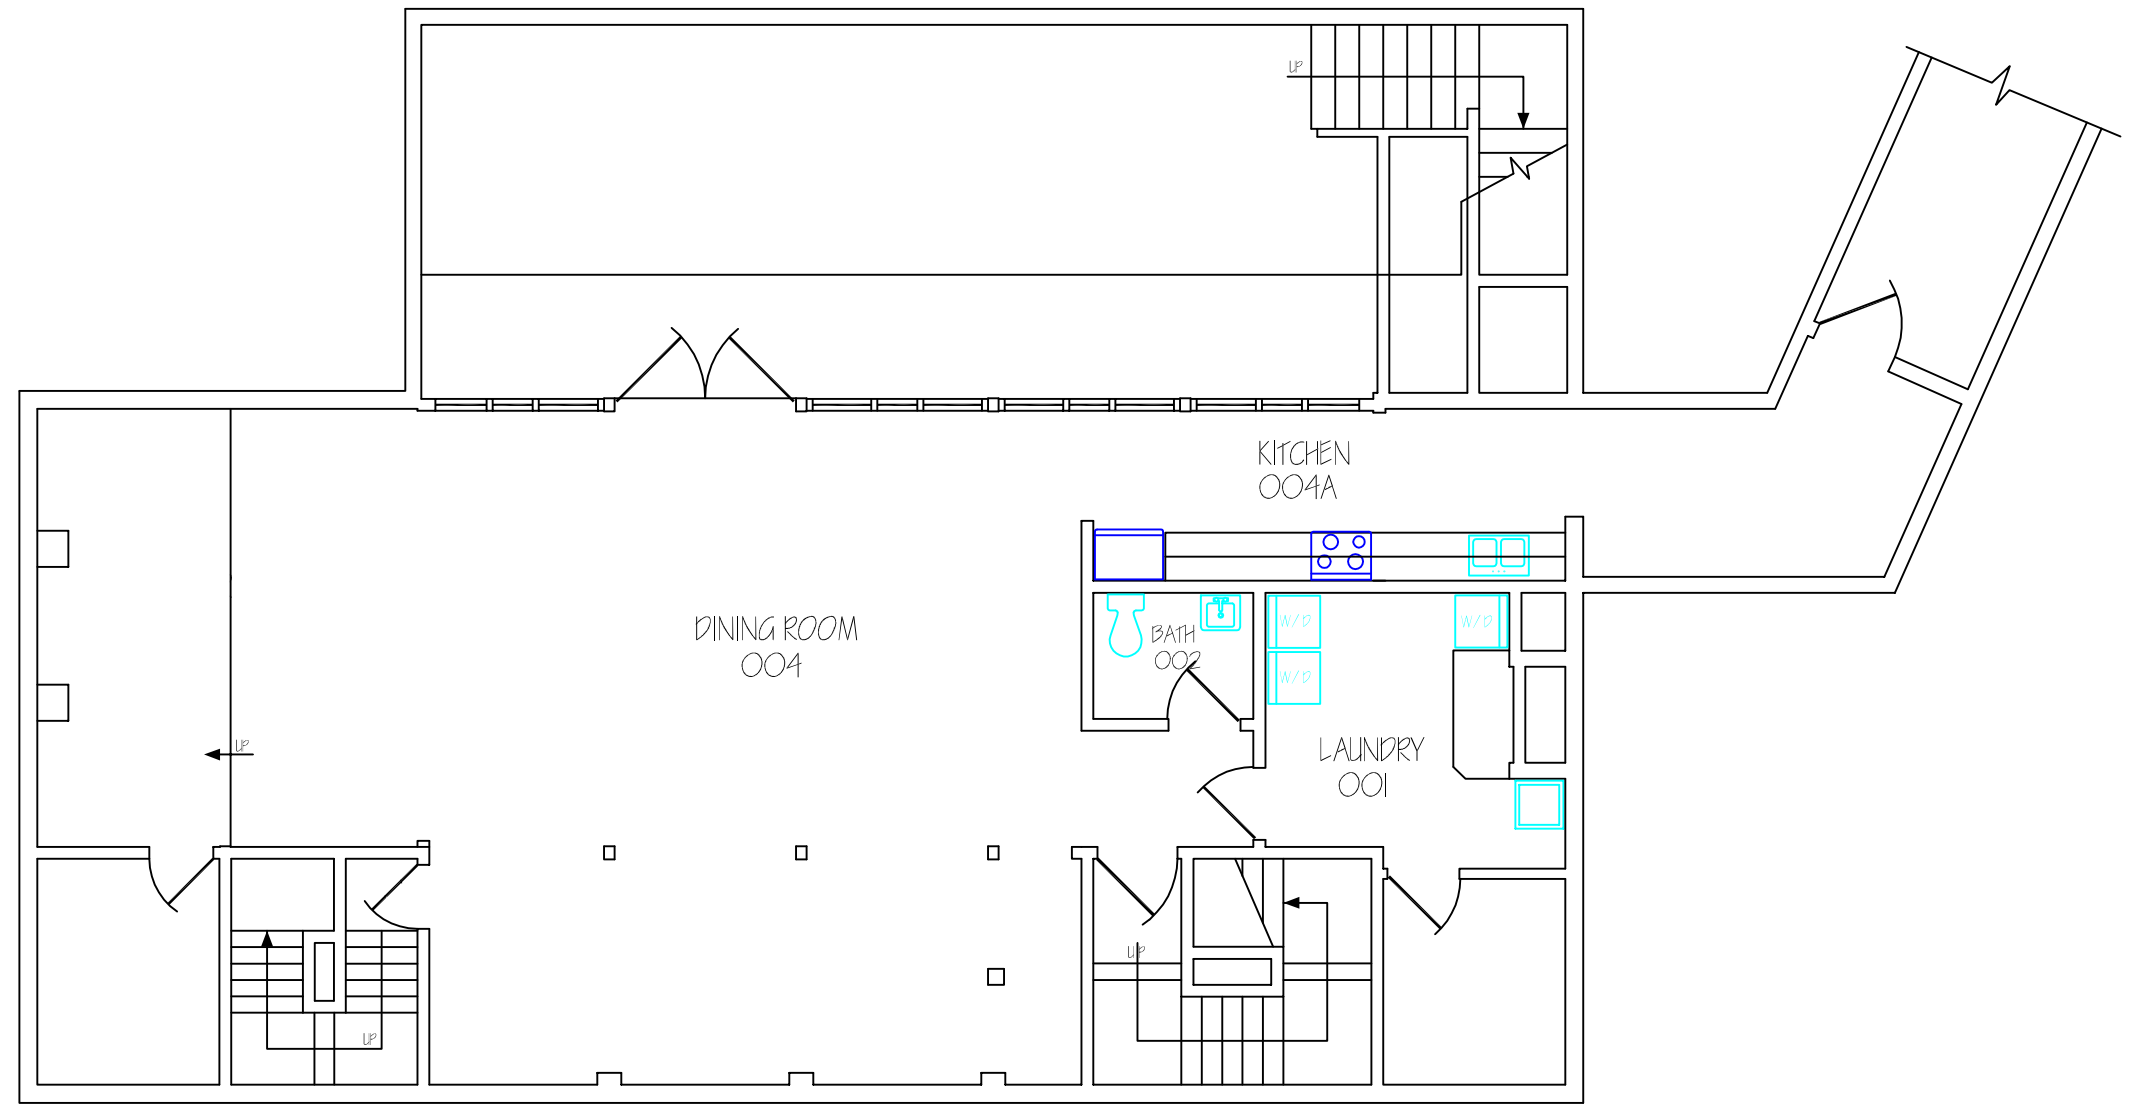 UP
KITCHEN
004A
DINING ROOM
004
BATH
002
W/D
W/D
W/D
UP
LAUNDRY
001
UP
UP